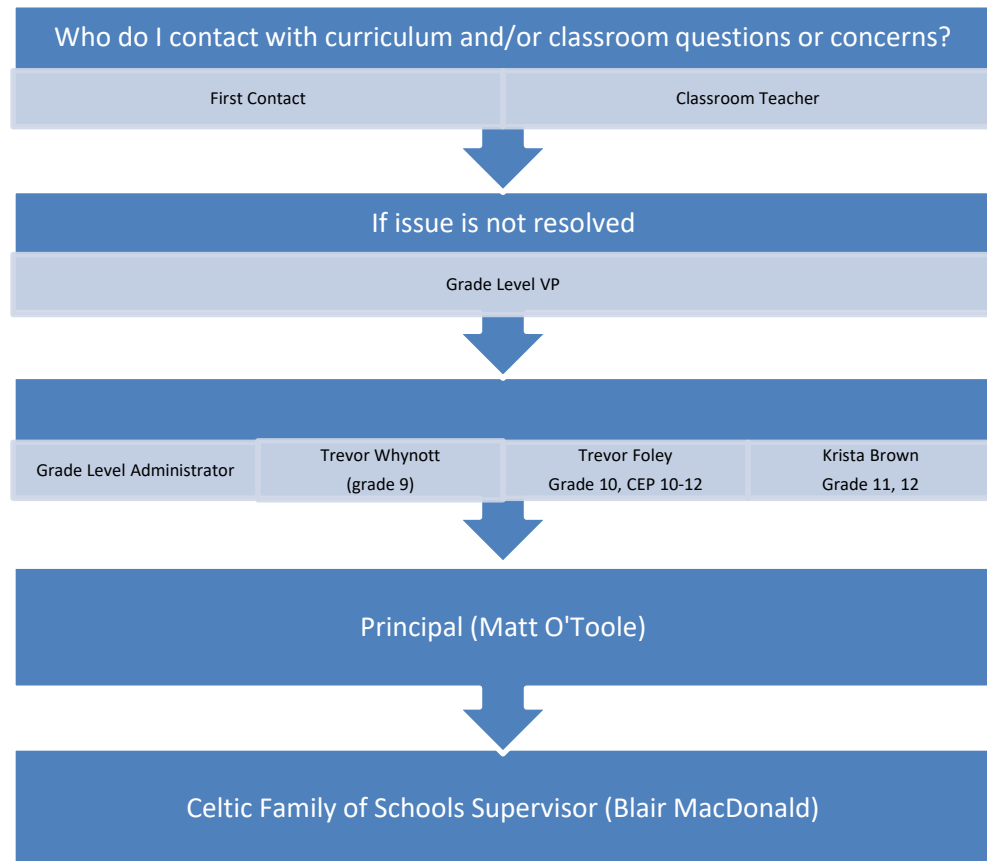 Who do I contact with curriculum and/or classroom questions or concerns?
First Contact
Classroom Teacher
If issue is not resolved
Grade Level VP
Grade Level Administrator
Trevor Whynott
(grade 9)
Trevor Foley
Grade 10, CEP 10-12
Krista Brown
Grade 11, 12
Principal (Matt O'Toole)
Celtic Family of Schools Supervisor (Blair MacDonald)